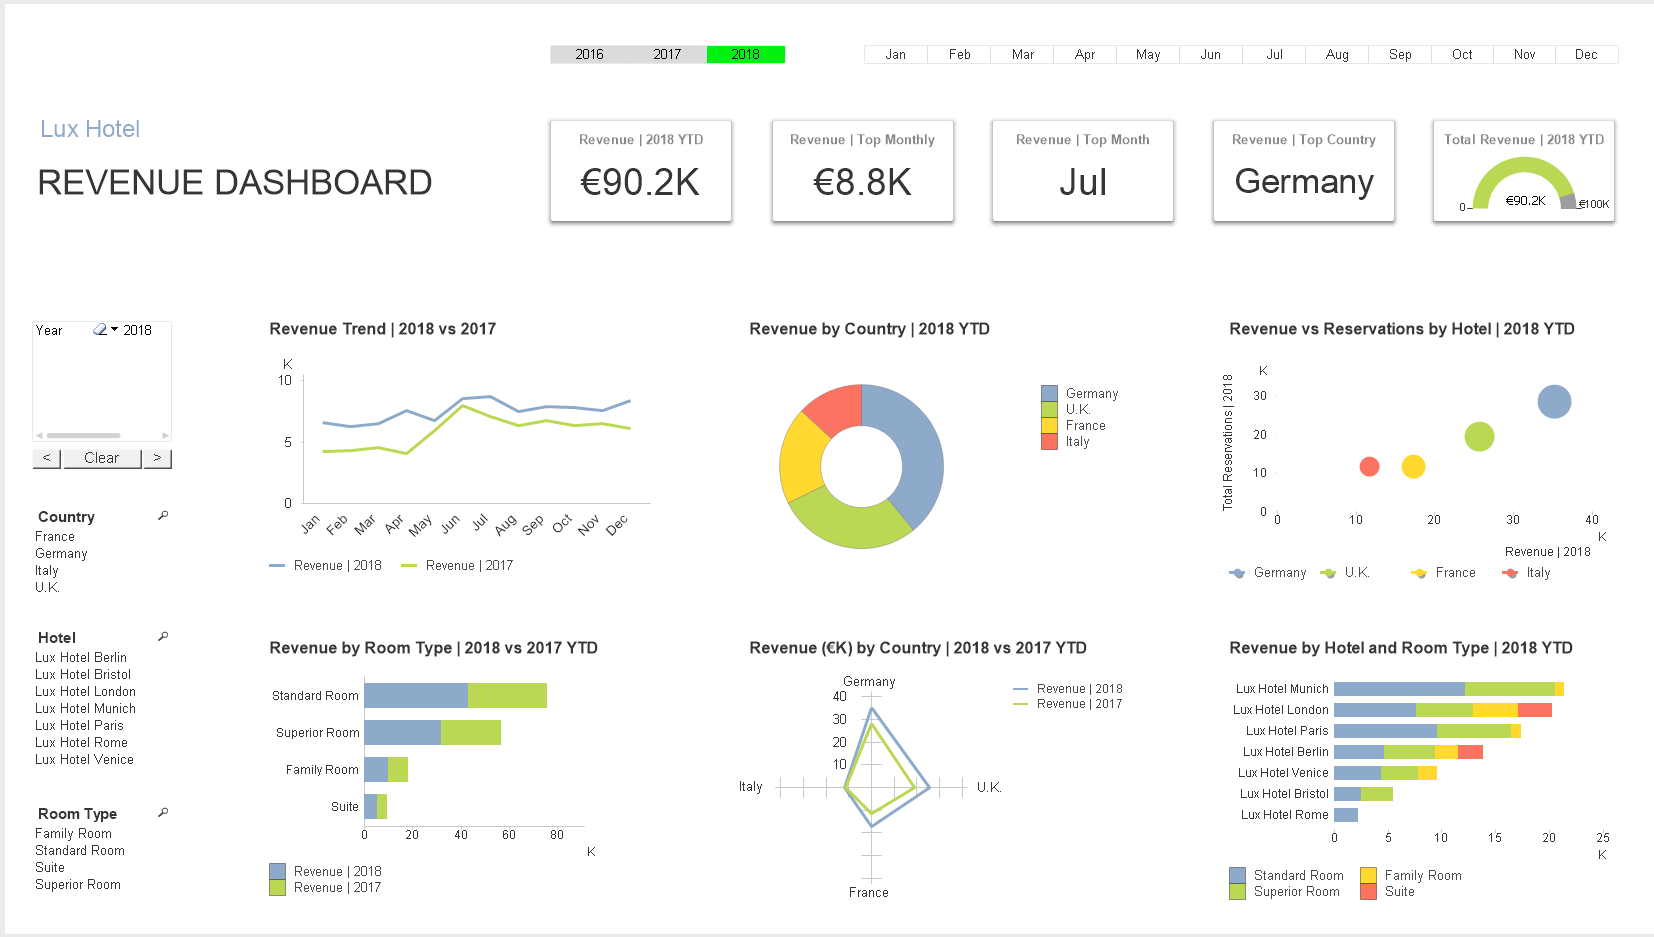 2016 2017 2018 Jan Feb Mar Apr May Jun Jul Aug Sep Oct Nov Dec
Lux Hotel
REVENUE DASHBOARD
Revenue | 2018 YTD
€90.2K
Revenue | Top Monthly
€8.8K
Revenue | Top Month
Jul
Revenue | Top Country
Germany
Total Revenue | 2018 YTD
0 €90.2K €100K
Year 2018
< Clear >
Country
France
Germany
Italy
U.K.
Hotel
Lux Hotel Berlin
Lux Hotel Bristol
Lux Hotel London
Lux Hotel Munich
Lux Hotel Paris
Lux Hotel Rome
Lux Hotel Venice
Room Type
Family Room
Standard Room
Suite
Superior Room
Revenue Trend | 2018 vs 2017
K
10
5
0
Jan Feb Mar Apr May Jun Jul Aug Sep Oct Nov Dec
Revenue | 2018 Revenue | 2017
Revenue by Country | 2018 YTD
Germany
U.K.
France
Italy
Revenue vs Reservations by Hotel | 2018 YTD
Total Reservations | 2018
K
30
20
10
0
0 10 20 30 40
K
Revenue | 2018
Germany U.K. France Italy
Revenue by Room Type | 2018 vs 2017 YTD
Standard Room
Superior Room
Family Room
Suite
0 20 40 60 80
K
Revenue | 2018
Revenue | 2017
Revenue (€K) by Country | 2018 vs 2017 YTD
Germany
40
30
20
10
Italy U.K.
France
Revenue | 2018
Revenue | 2017
Revenue by Hotel and Room Type | 2018 YTD
Lux Hotel Munich
Lux Hotel London
Lux Hotel Paris
Lux Hotel Berlin
Lux Hotel Venice
Lux Hotel Bristol
Lux Hotel Rome
0 5 10 15 20 25
K
Standard Room Family Room
Superior Room Suite